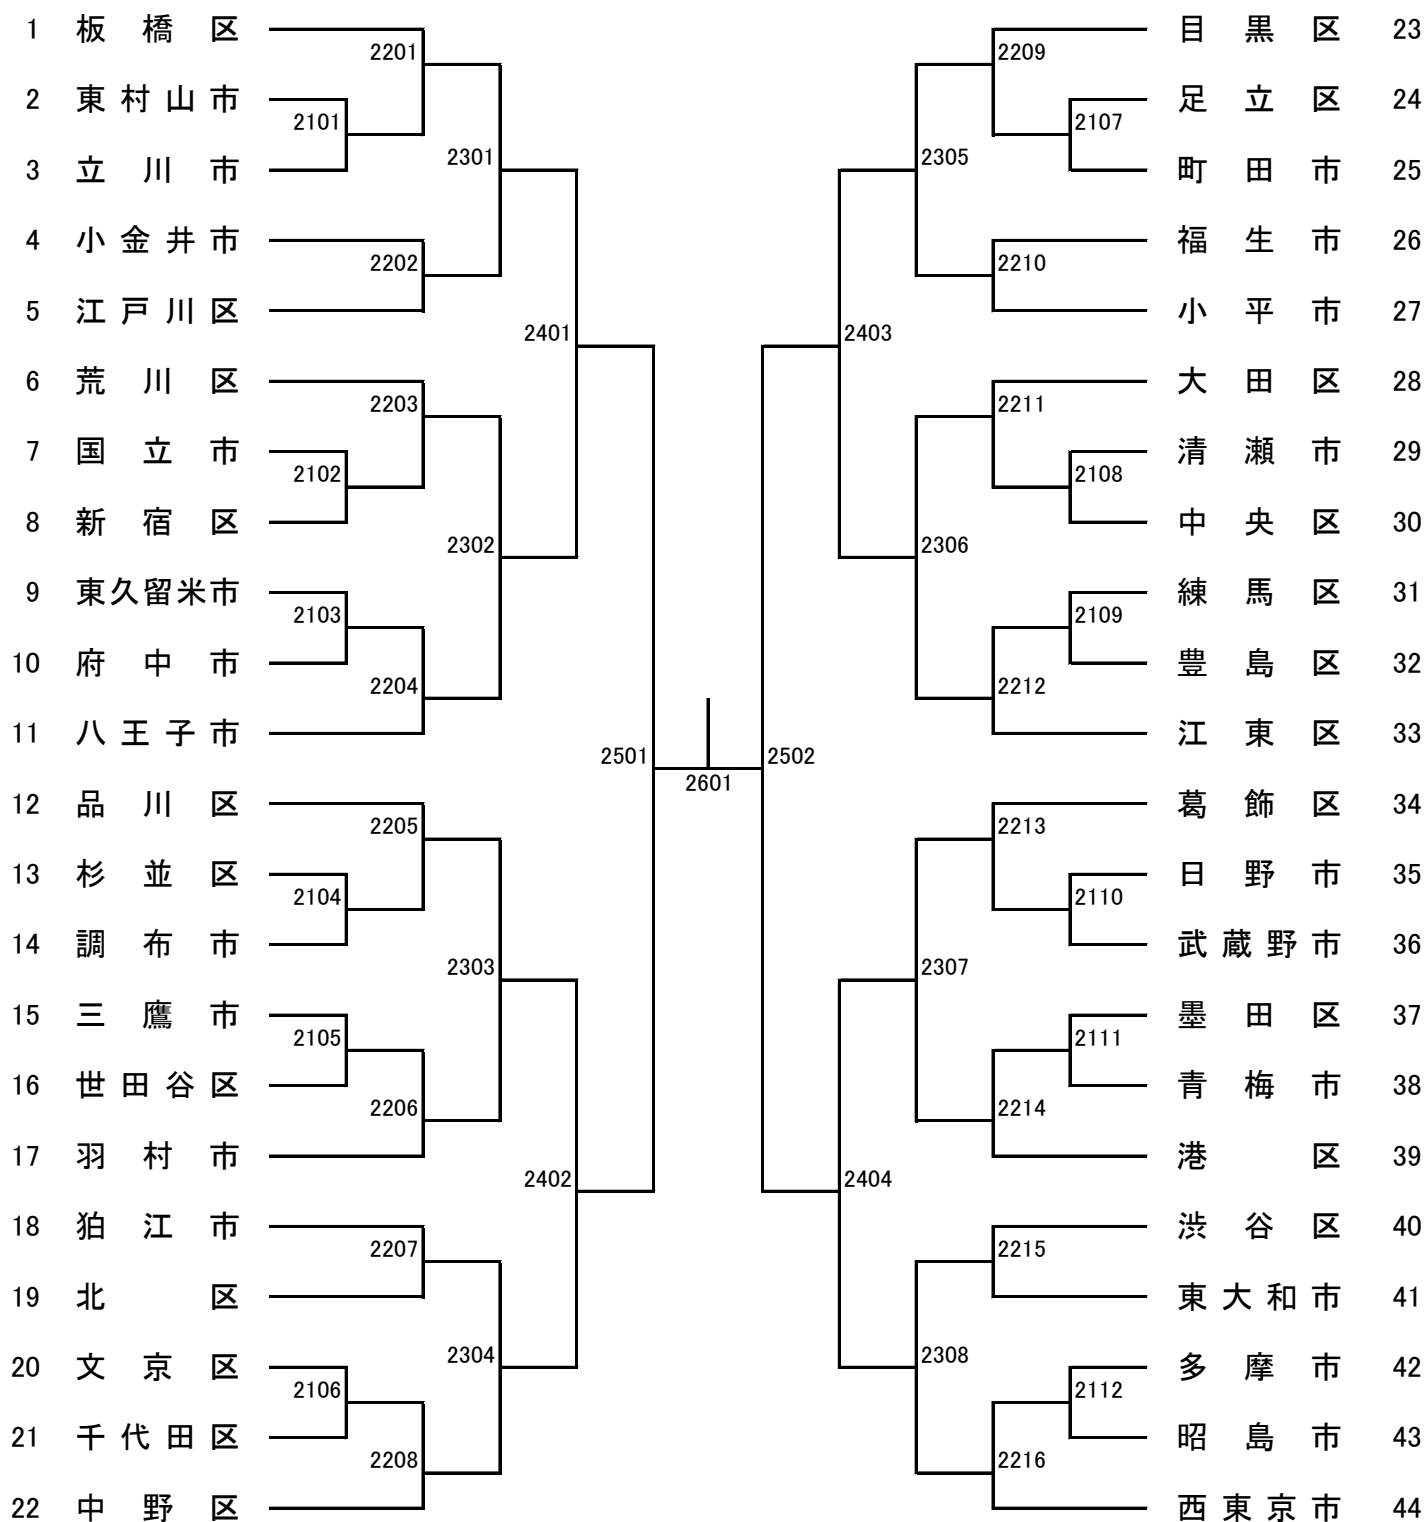 1 板橋区 目黒区 23
2201 2209
2 東村山市 足立区 24
2101 2107
2301 2305
3 立川市 町田市 25
4 小金井市 福生市 26
2202 2210
5 江戸川区 小平市 27
2401 2403
6 荒川区 大田区 28
2203 2211
7 国立市 清瀬市 29
2102 2108
8 新宿区 中央区 30
2302 2306
9 東久留米市 練馬区 31
2103 2109
10 府中市 豊島区 32
2204 2212
11 八王子市 江東区 33
2501 2502
2601
12 品川区 葛飾区 34
2205 2213
13 杉並区 日野市 35
2104 2110
14 調布市 武蔵野市 36
2303 2307
15 三鷹市 墨田区 37
2105 2111
16 世田谷区 青梅市 38
2206 2214
17 羽村市 港区 39
2402 2404
18 狛江市 渋谷区 40
2207 2215
19 北区 東大和市 41
2304 2308
20 文京区 多摩市 42
2106 2112
21 千代田区 昭島市 43
2208 2216
22 中野区 西東京市 44